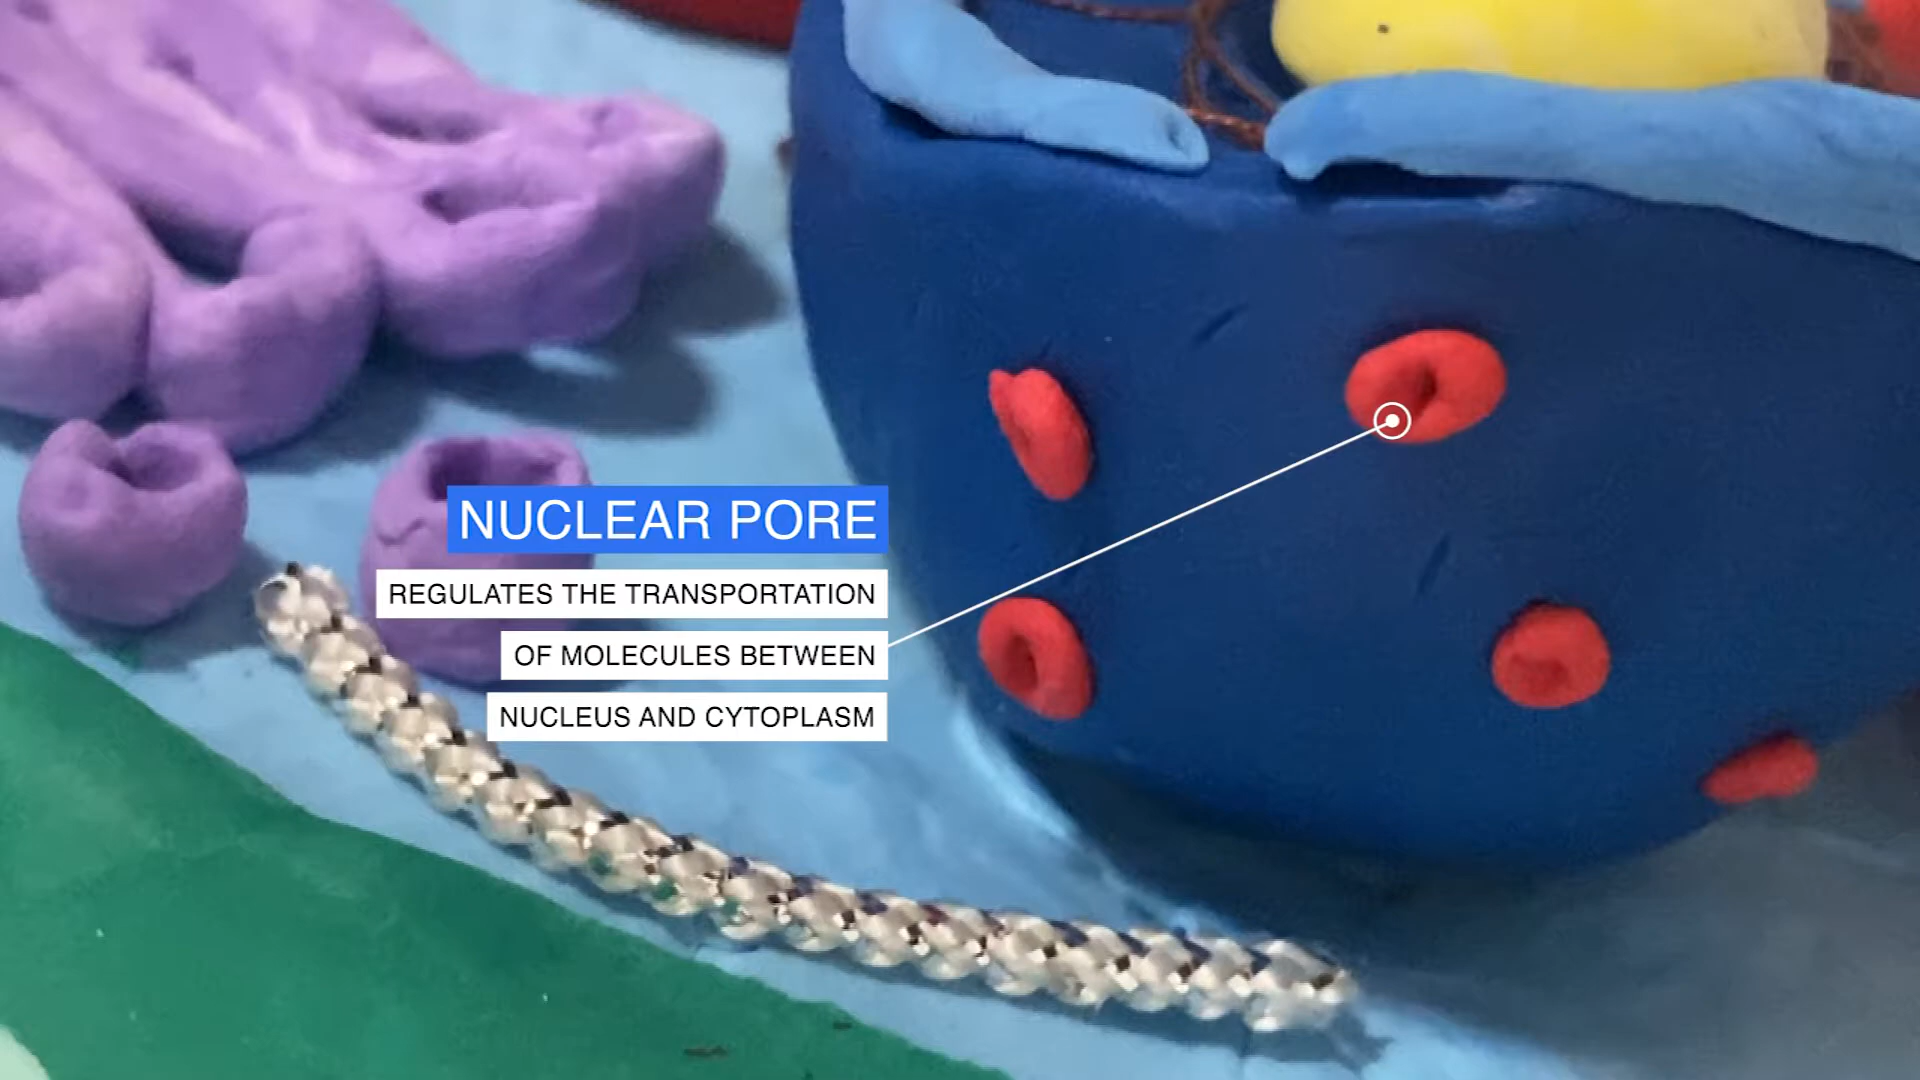 NUCLEAR PORE
REGULATES THE TRANSPORTATION
OF MOLECULES BETWEEN
NUCLEUS AND CYTOPLASM